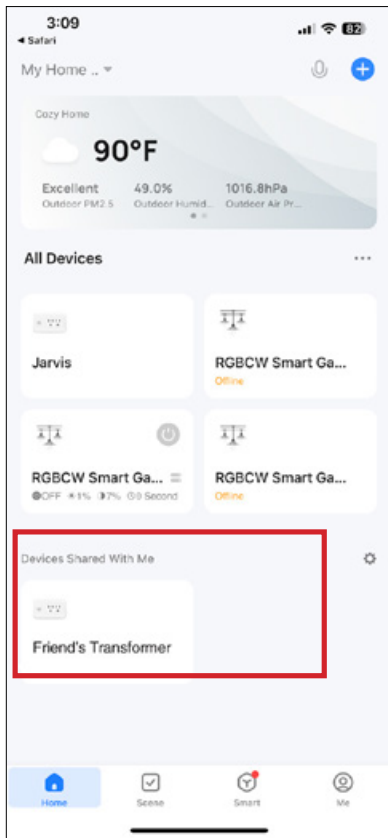 3:09
82
Safari
My Home ..
Cozy Home
90°F
Excellent
49.0%
1016.8hPa
Outdoor PM2.5
Outdoor Humid...
Outdoor Air Pr...
All Devices
Jarvis
RGBCW Smart Ga...
Offline
RGBCW Smart Ga...
OFF 1% 7% 0 Second
RGBCW Smart Ga...
Offline
Devices Shared With Me
Friend's Transformer
Home
Scene
Smart
Me